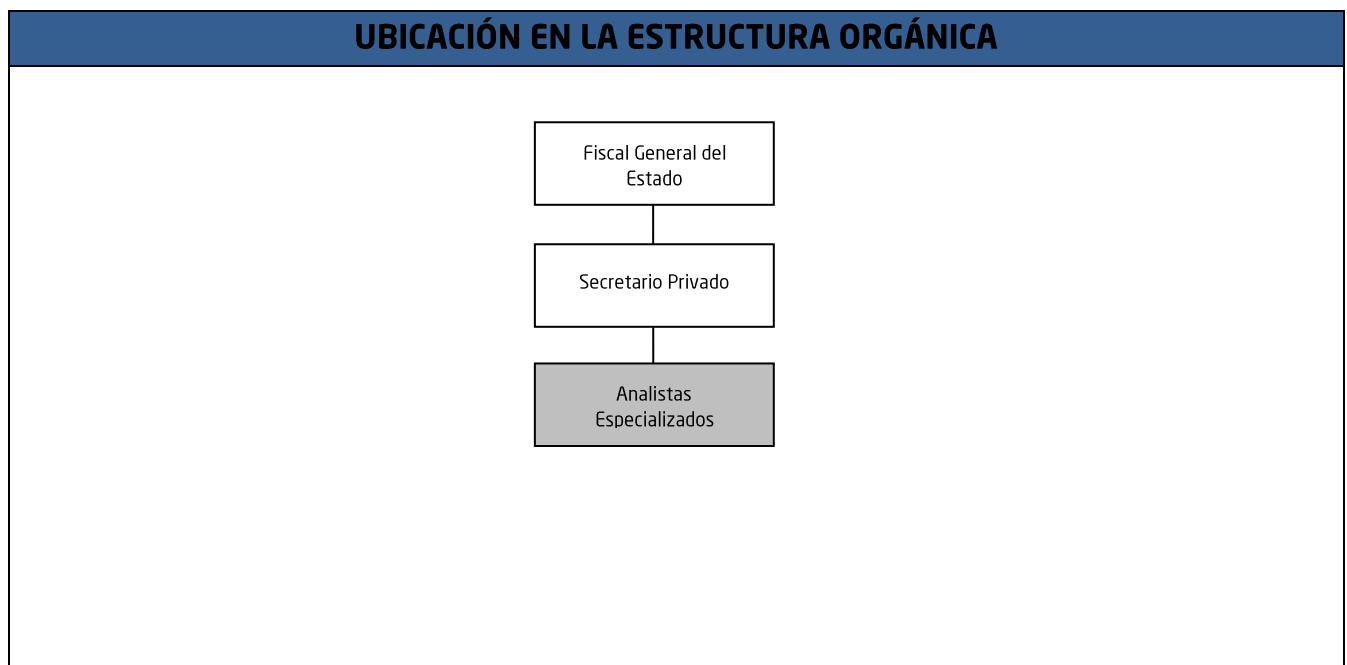 UBICACIÓN EN LA ESTRUCTURA ORGÁNICA
Fiscal General del
Estado
Secretario Privado
Analistas
Especializados